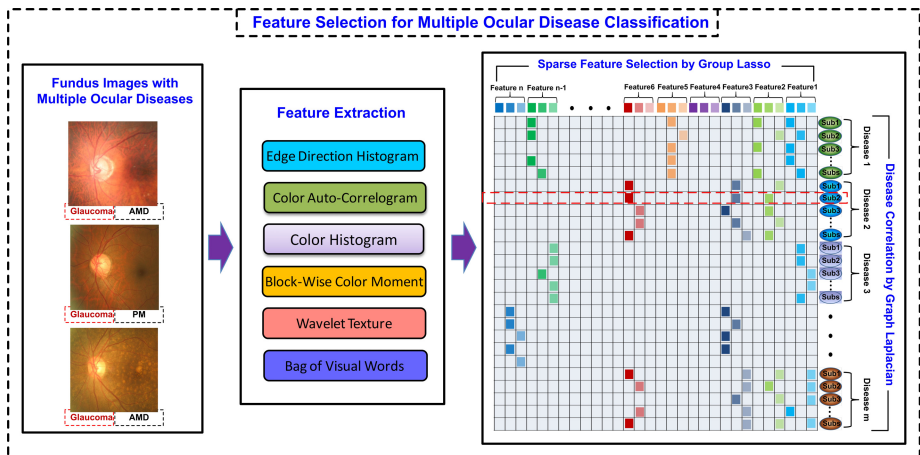 Feature Selection for Multiple Ocular Disease Classification
Fundus Images with
Multiple Ocular Diseases
Glaucoma AMD
Glaucoma PM
Glaucoma AMD
Feature Extraction
Edge Direction Histogram
Color Auto-Correlogram
Color Histogram
Block-Wise Color Moment
Wavelet Texture
Bag of Visual Words
Sparse Feature Selection by Group Lasso
Feature n Feature n-1 Feature6 Feature5 Feature4 Feature3 Feature2 Feature1
Sub1
Sub2
Sub3
Subs
Disease 1
Sub1
Sub2
Sub3
Subs
Disease 2
Sub1
Sub2
Sub3
Subs
Disease 3
Sub1
Sub2
Sub3
Subs
Disease m
Disease Correlation by Graph Laplacian